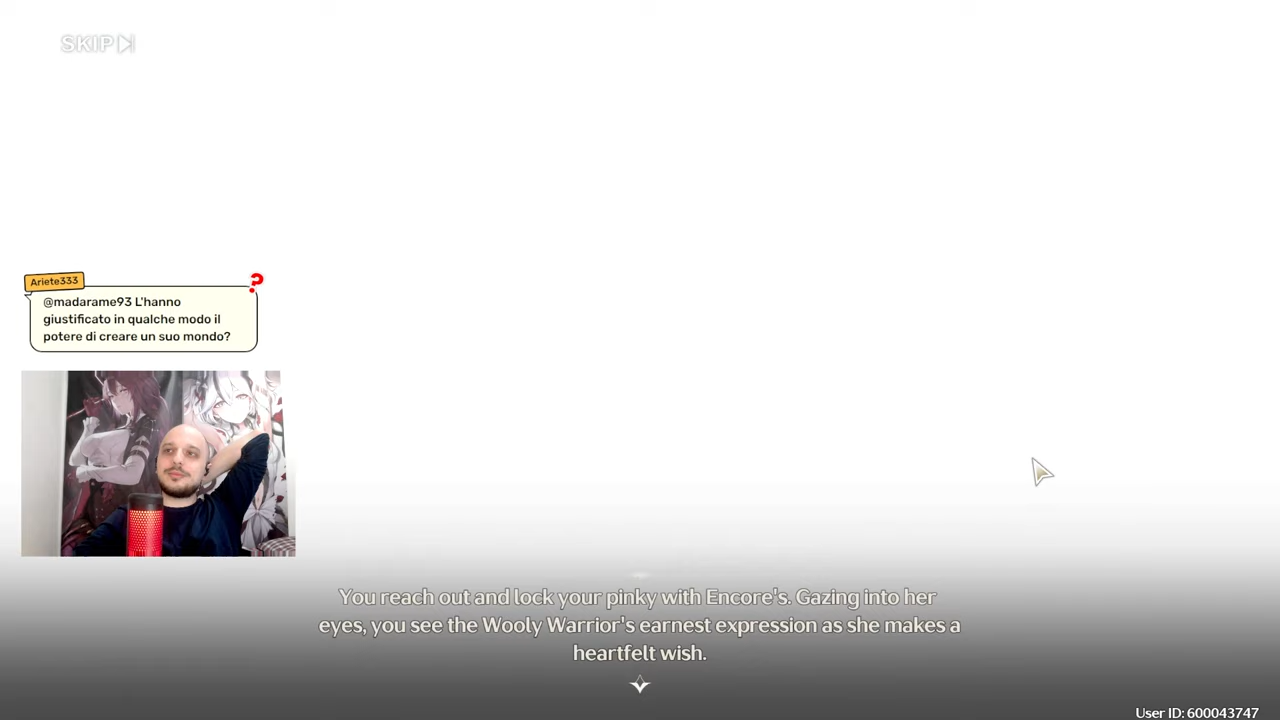 SKIP
Ariete333
@madarame93 L'hanno
giustificato in qualche modo il
potere di creare un suo mondo?
You reach out and lock your pinky with Encore's. Gazing into her
eyes, you see the Wooly Warrior's earnest expression as she makes a
heartfelt wish.
User ID: 600043747